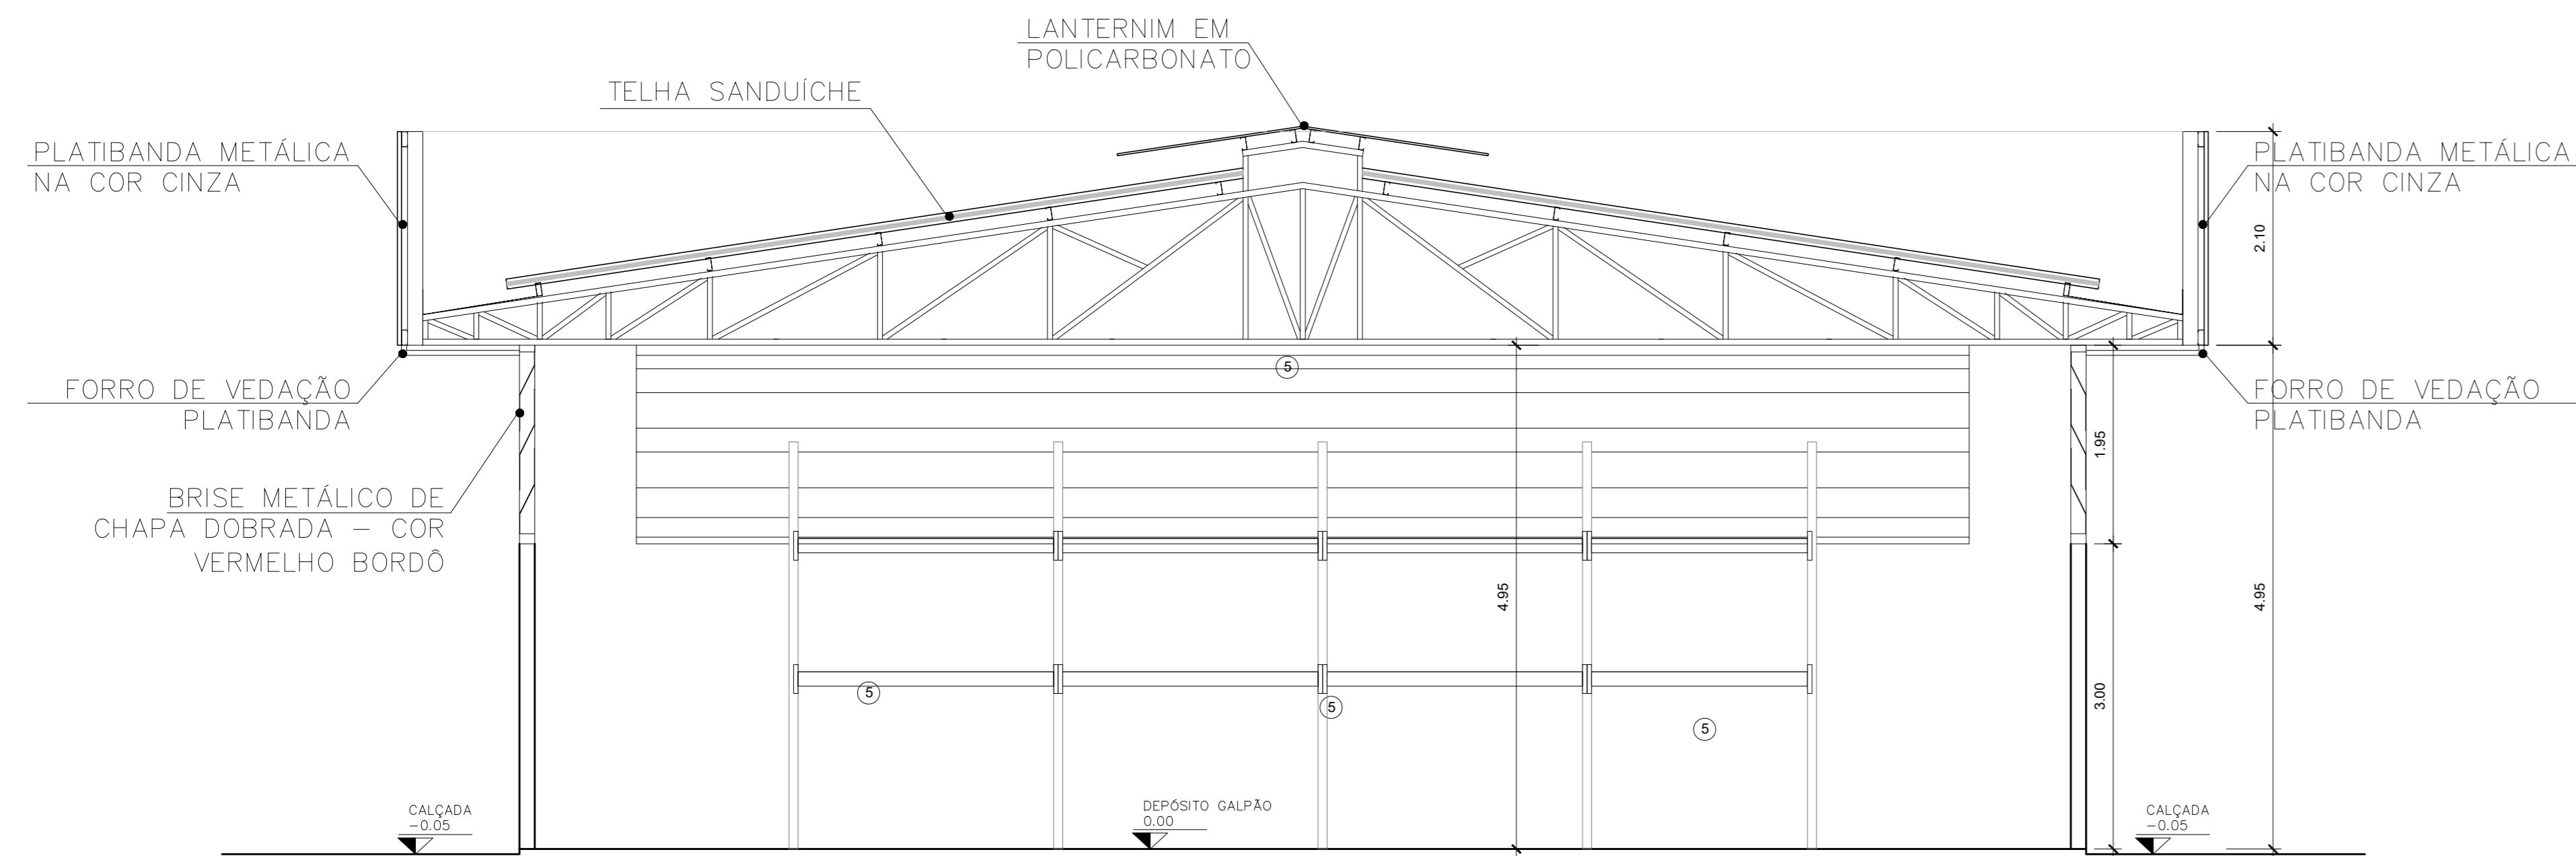 LANTERNIM EM
POLICARBONATO
TELHA SANDUÍCHE
PLATIBANDA METÁLICA
NA COR CINZA
PLATIBANDA METÁLICA
NA COR CINZA
2.10
5
FORRO DE VEDAÇÃO
PLATIBANDA
FORRO DE VEDAÇÃO
PLATIBANDA
1.95
BRISE METÁLICO DE
CHAPA DOBRADA – COR
VERMELHO BORDÔ
4.95
4.95
5
5
5
3.00
CALÇADA
-0.05
DEPÓSITO GALPÃO
0.00
CALÇADA
-0.05